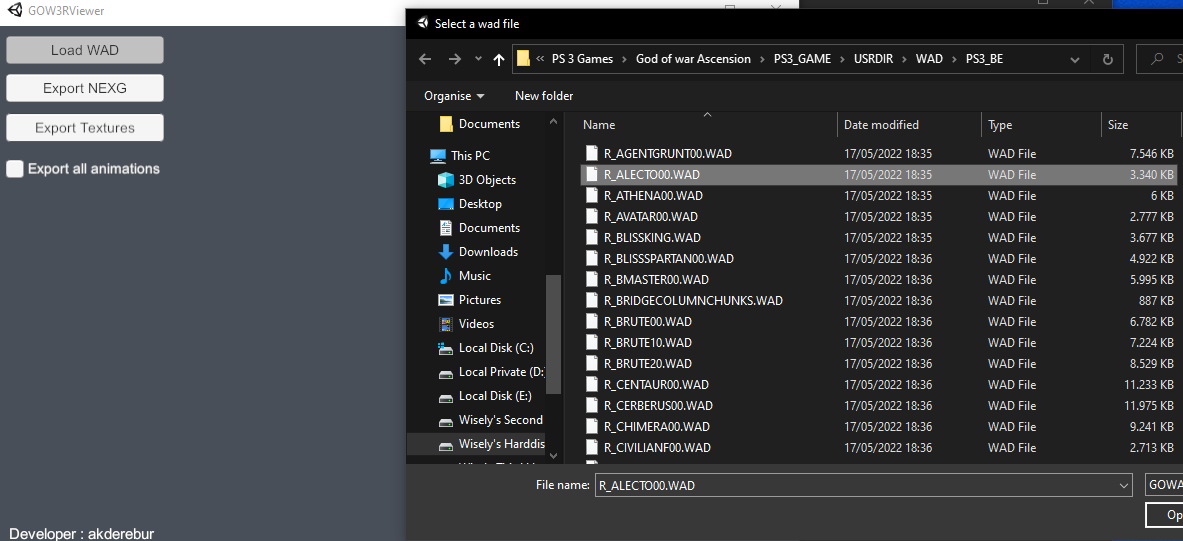 GOW3RViewer
Load WAD
Export NEXG
Export Textures
Export all animations
Developer : akderebur
Select a wad file
« PS 3 Games > God of war Ascension > PS3_GAME > USRDIR > WAD > PS3_BE
Organise New folder
Documents
This PC
3D Objects
Desktop
Documents
Downloads
Music
Pictures
Videos
Local Disk (C:)
Local Private (D:
Local Disk (E:)
Wisely's Second
Wisely's Harddis
Name Date modified Type Size
R_AGENTGRUNT00.WAD 17/05/2022 18:35 WAD File 7.546 KB
R_ALECTO00.WAD 17/05/2022 18:35 WAD File 3.340 KB
R_ATHENA00.WAD 17/05/2022 18:35 WAD File 6 KB
R_AVATAR00.WAD 17/05/2022 18:35 WAD File 2.777 KB
R_BLISSKING.WAD 17/05/2022 18:35 WAD File 3.677 KB
R_BLISSSPARTAN00.WAD 17/05/2022 18:36 WAD File 4.922 KB
R_BMASTER00.WAD 17/05/2022 18:36 WAD File 5.995 KB
R_BRIDGECOLUMNCHUNKS.WAD 17/05/2022 18:36 WAD File 887 KB
R_BRUTE00.WAD 17/05/2022 18:36 WAD File 6.782 KB
R_BRUTE10.WAD 17/05/2022 18:36 WAD File 7.224 KB
R_BRUTE20.WAD 17/05/2022 18:36 WAD File 8.529 KB
R_CENTAUR00.WAD 17/05/2022 18:36 WAD File 11.233 KB
R_CERBERUS00.WAD 17/05/2022 18:36 WAD File 11.975 KB
R_CHIMERA00.WAD 17/05/2022 18:36 WAD File 9.241 KB
R_CIVILIANF00.WAD 17/05/2022 18:36 WAD File 2.713 KB
File name: R_ALECTO00.WAD
GOWA
Op